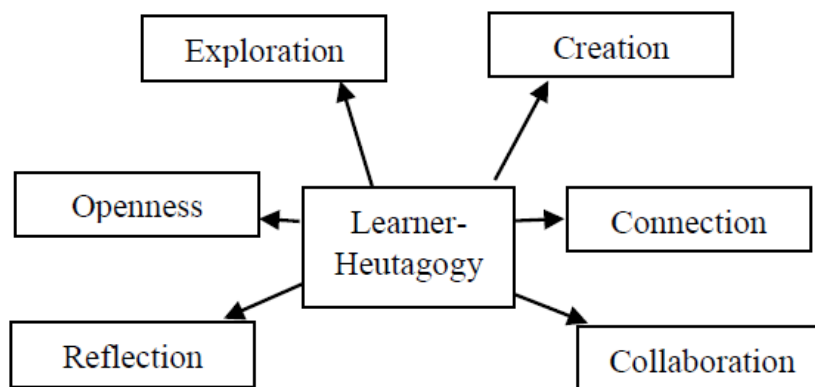 Exploration
Creation
Openness
Learner-
Heutagogy
Connection
Reflection
Collaboration